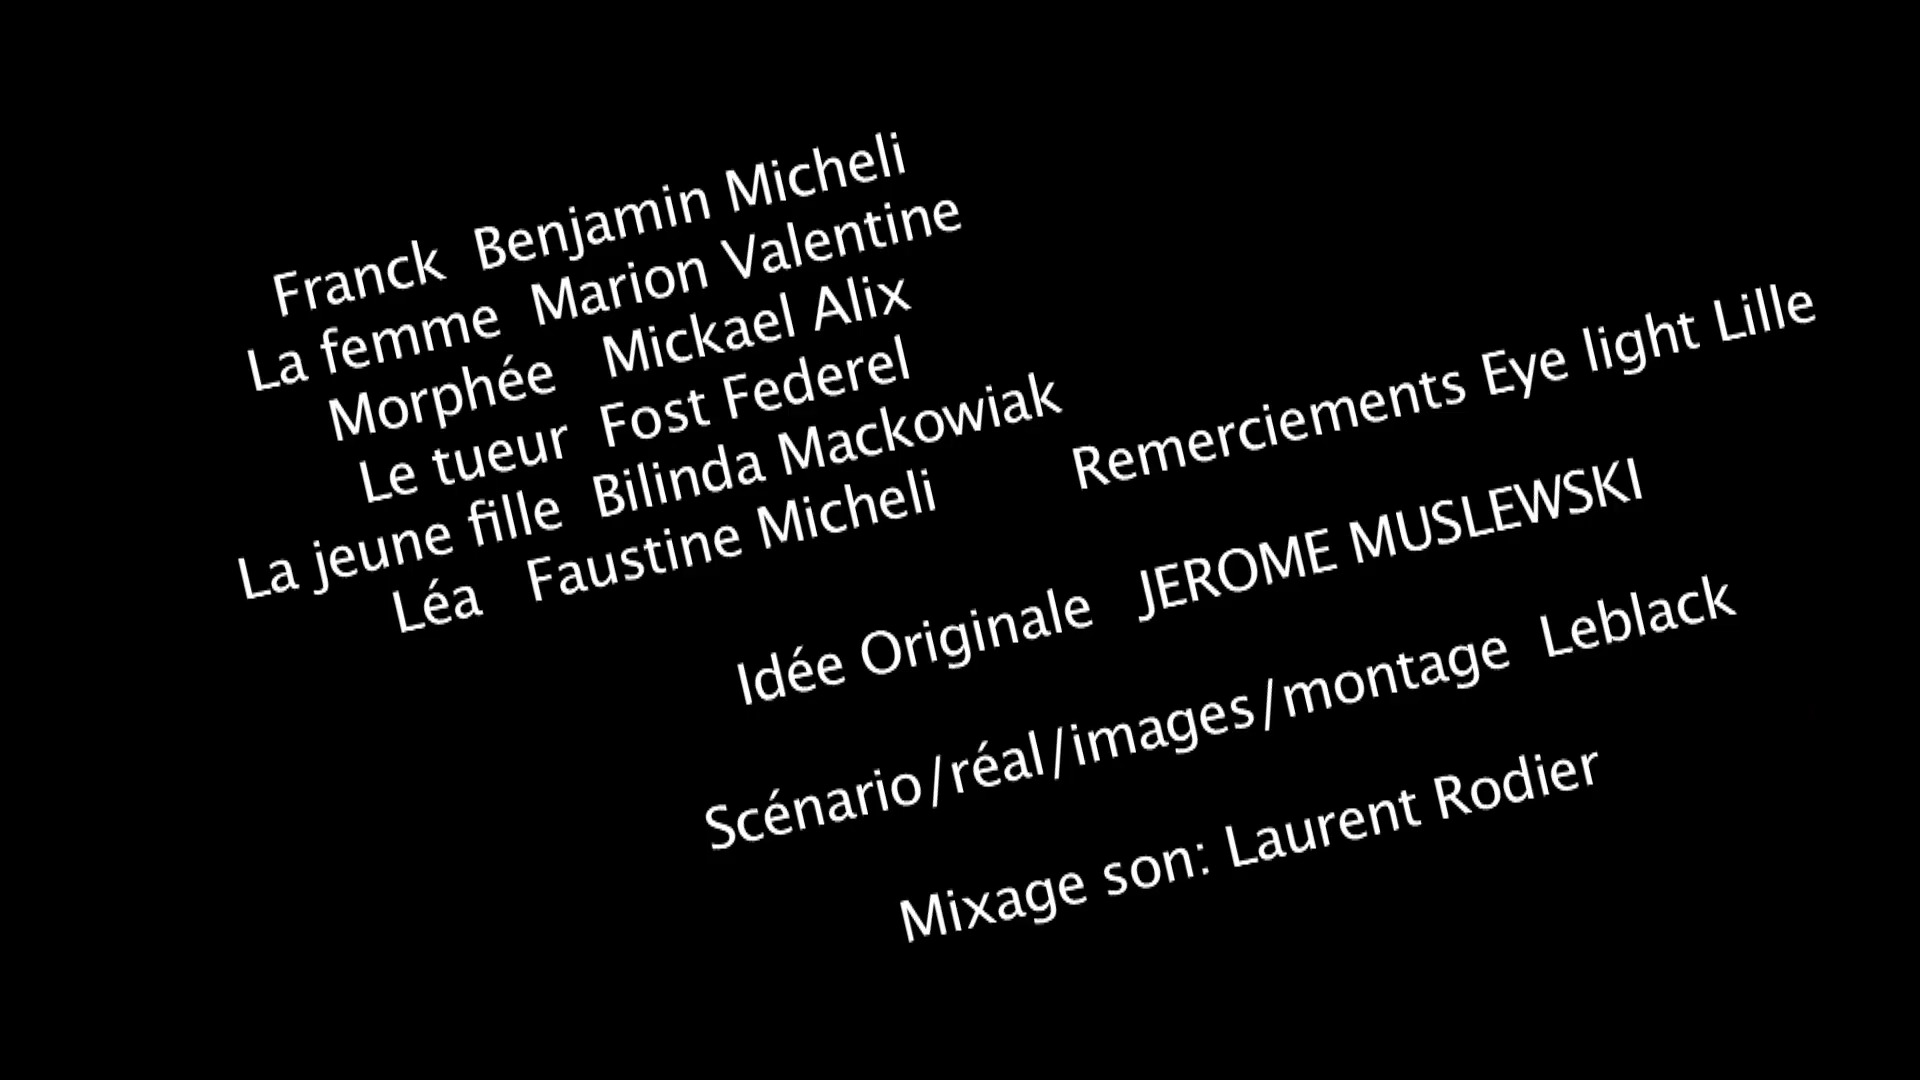 Franck Benjamin Micheli
La femme Marion Valentine
Morphée Mickael Alix
Le tueur Fost Federel
La jeune fille Bilinda Mackowiak
Léa Faustine Micheli
Remerciements Eye light Lille
Idée Originale JEROME MUSLEWSKI
Scénario/réal/images/montage Leblack
Mixage son: Laurent Rodier